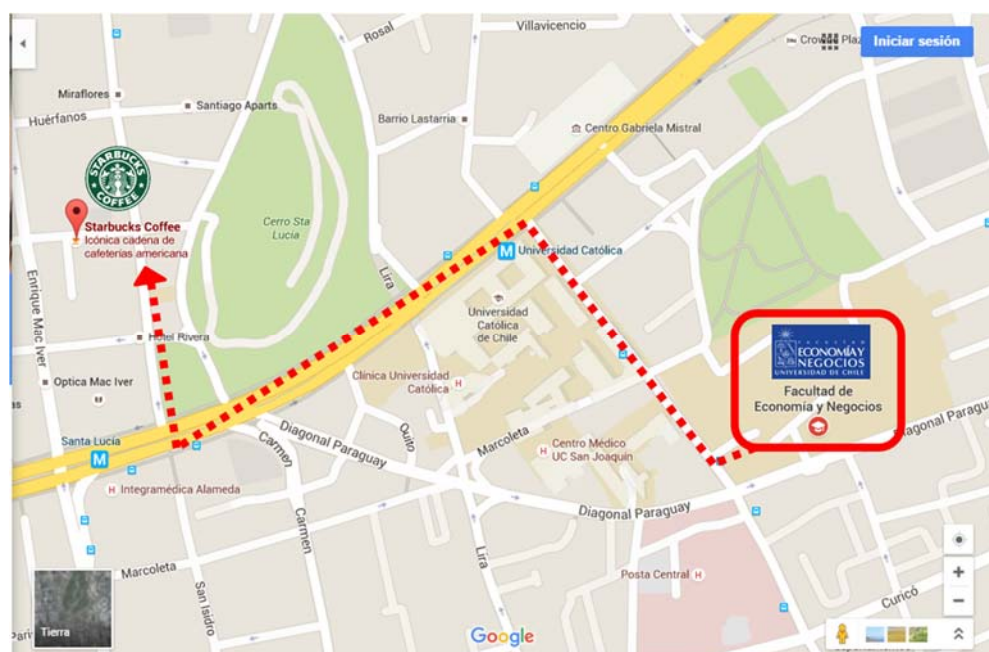 Rosal
Villavicencio
Crowne Plaz
Iniciar sesión
Miraflores
Santiago Aparts
Huérfanos
Barrio Lastarria
Centro Gabriela Mistral
STARBUCKS
COFFEE
Starbucks Coffee
Icónica cadena de
cafeterías americana
Cerro Sta
Lucía
M Universidad Católica
Lira
Enrique Mac Iver
Universidad
Católica
de Chile
Hotel Rivera
FACULTAD
ECONOMÍA Y
NEGOCIOS
UNIVERSIDAD DE CHILE
Facultad de
Economía y Negocios
Optica Mac Iver
Clínica Universidad
Católica H
Diagonal Paraguay
Santa Lucía
M
Carmen
Diagonal Paraguay
Quito
Marcoleta
H Centro Médico
UC San Joaquín
H Integramédica Alameda
Carmen
Diagonal Paraguay
Lira
Marcoleta
San Isidro
Posta Central H
Curicó
Tierra
Google